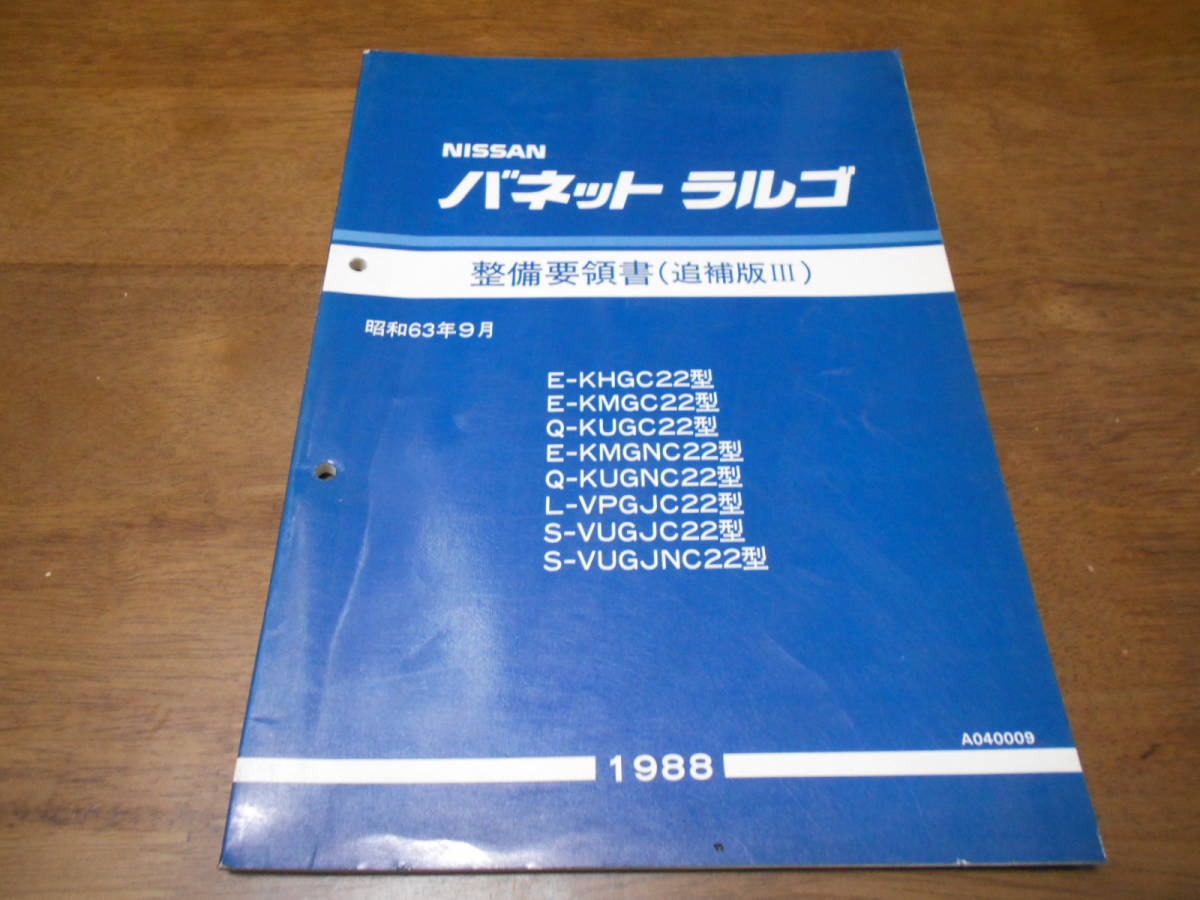 NISSAN
バネット ラルゴ
整備要領書(追補版III)
昭和63年9月
E-KHGC22型
E-KMGC22型
Q-KUGC22型
E-KMGNC22型
Q-KUGNC22型
L-VPGJC22型
S-VUGJC22型
S-VUGJNC22型
A040009
1988